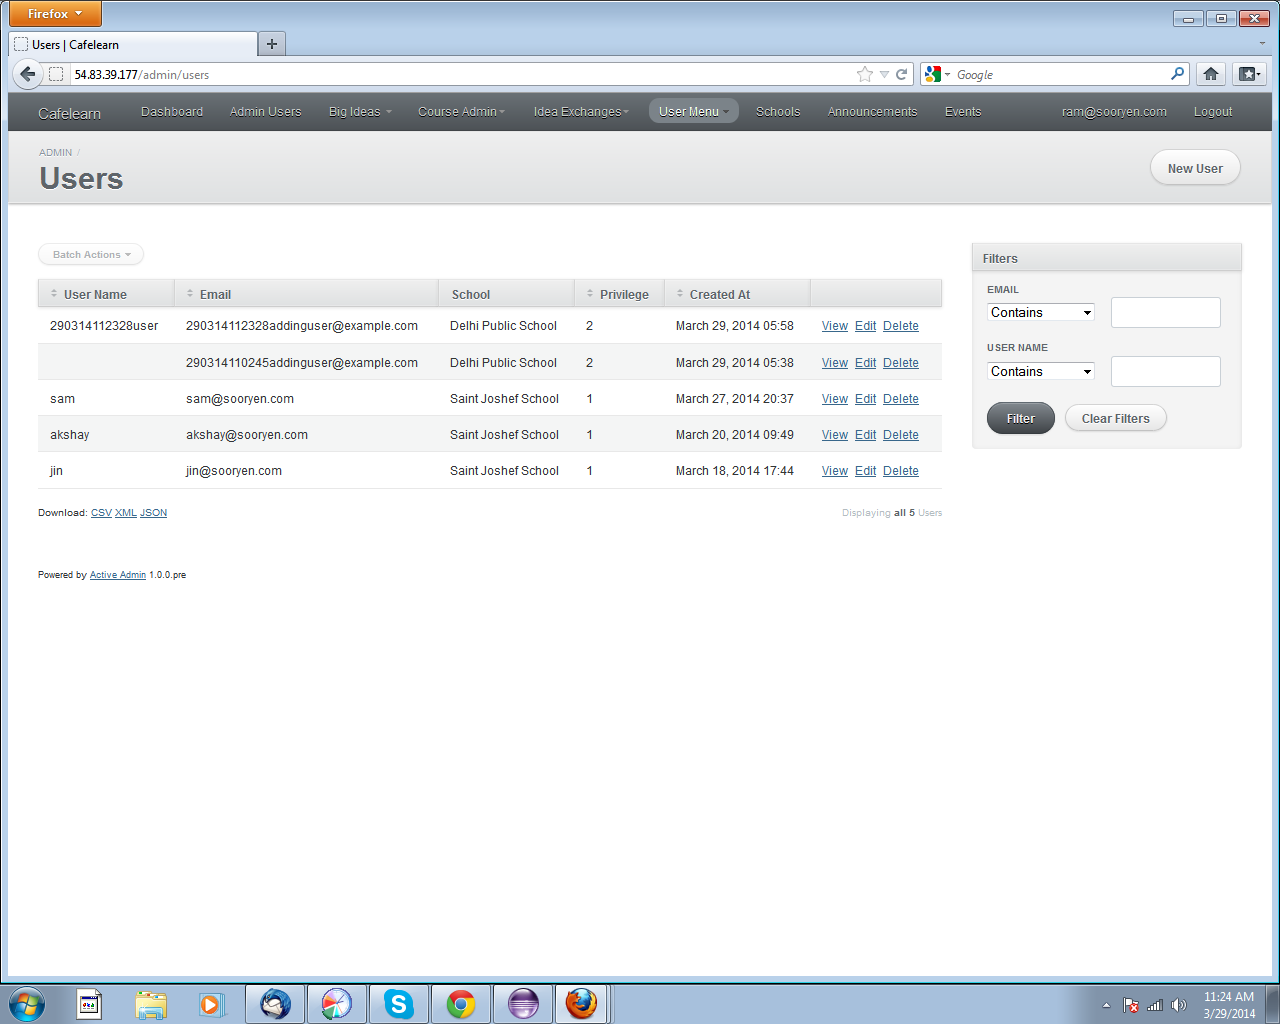 Firefox
Users | Cafelearn
54.83.39.177/admin/users
Google
Cafelearn Dashboard Admin Users Big Ideas Course Admin Idea Exchanges User Menu Schools Announcements Events ram@sooryen.com Logout
ADMIN /
Users
New User
Batch Actions
User Name Email School Privilege Created At
290314112328user 290314112328addinguser@example.com Delhi Public School 2 March 29, 2014 05:58 View Edit Delete
290314110245addinguser@example.com Delhi Public School 2 March 29, 2014 05:38 View Edit Delete
sam sam@sooryen.com Saint Joshef School 1 March 27, 2014 20:37 View Edit Delete
akshay akshay@sooryen.com Saint Joshef School 1 March 20, 2014 09:49 View Edit Delete
jin jin@sooryen.com Saint Joshef School 1 March 18, 2014 17:44 View Edit Delete
Download: CSV XML JSON
Displaying all 5 Users
Filters
EMAIL
Contains
USER NAME
Contains
Filter Clear Filters
Powered by Active Admin 1.0.0.pre
11:24 AM
3/29/2014